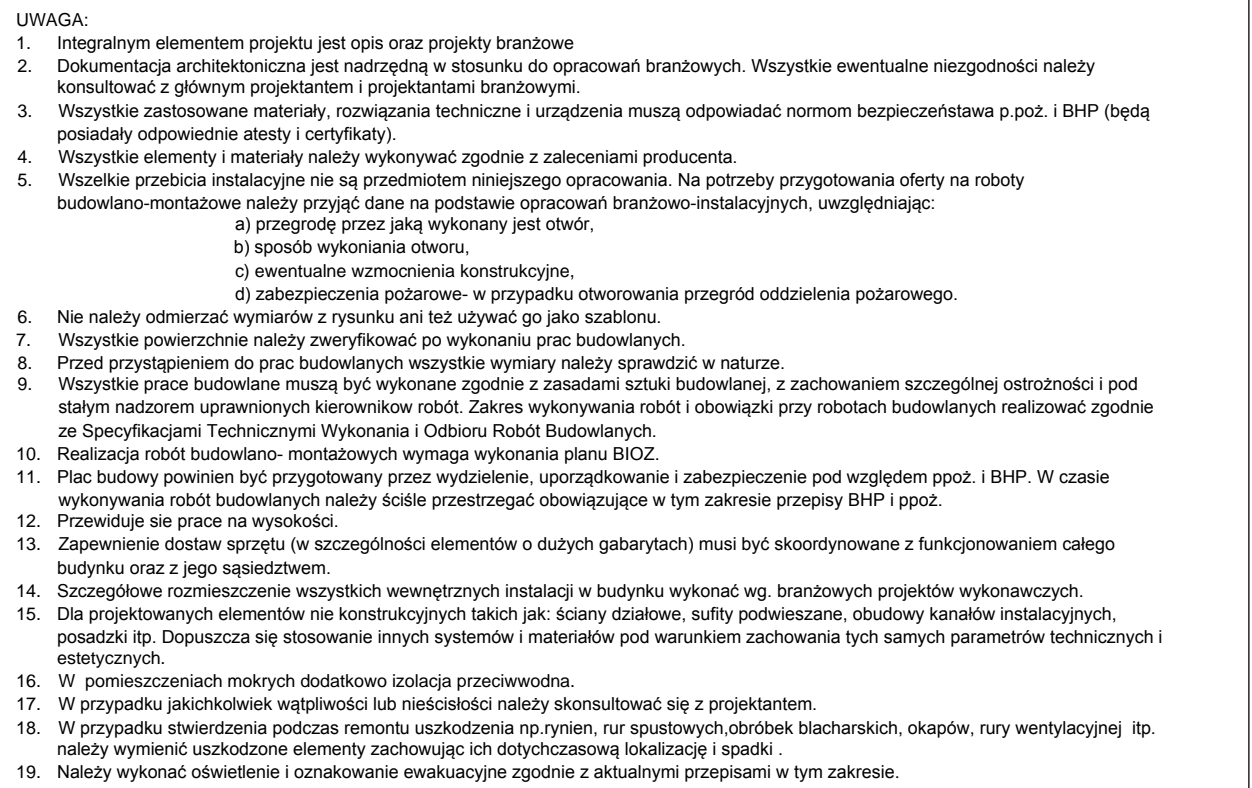 UWAGA:
1. Integralnym elementem projektu jest opis oraz projekty branżowe
2. Dokumentacja architektoniczna jest nadrzędną w stosunku do opracowań branżowych. Wszystkie ewentualne niezgodności należy
konsultować z głównym projektantem i projektantami branżowymi.
3. Wszystkie zastosowane materiały, rozwiązania techniczne i urządzenia muszą odpowiadać normom bezpieczeństawa p.poż. i BHP (będą
posiadały odpowiednie atesty i certyfikaty).
4. Wszystkie elementy i materiały należy wykonywać zgodnie z zaleceniami producenta.
5. Wszelkie przebicia instalacyjne nie są przedmiotem niniejszego opracowania. Na potrzeby przygotowania oferty na roboty
budowlano-montażowe należy przyjąć dane na podstawie opracowań branżowo-instalacyjnych, uwzględniając:
a) przegrodę przez jaką wykonany jest otwór,
b) sposób wykoniania otworu,
c) ewentualne wzmocnienia konstrukcyjne,
d) zabezpieczenia pożarowe- w przypadku otworowania przegród oddzielenia pożarowego.
6. Nie należy odmierzać wymiarów z rysunku ani też używać go jako szablonu.
7. Wszystkie powierzchnie należy zweryfikować po wykonaniu prac budowlanych.
8. Przed przystąpieniem do prac budowlanych wszystkie wymiary należy sprawdzić w naturze.
9. Wszystkie prace budowlane muszą być wykonane zgodnie z zasadami sztuki budowlanej, z zachowaniem szczególnej ostrożności i pod
stałym nadzorem uprawnionych kierownikow robót. Zakres wykonywania robót i obowiązki przy robotach budowlanych realizować zgodnie
ze Specyfikacjami Technicznymi Wykonania i Odbioru Robót Budowlanych.
10. Realizacja robót budowlano- montażowych wymaga wykonania planu BIOZ.
11. Plac budowy powinien być przygotowany przez wydzielenie, uporządkowanie i zabezpieczenie pod względem ppoż. i BHP. W czasie
wykonywania robót budowlanych należy ściśle przestrzegać obowiązujące w tym zakresie przepisy BHP i ppoż.
12. Przewiduje sie prace na wysokości.
13. Zapewnienie dostaw sprzętu (w szczególności elementów o dużych gabarytach) musi być skoordynowane z funkcjonowaniem całego
budynku oraz z jego sąsiedztwem.
14. Szczegółowe rozmieszczenie wszystkich wewnętrznych instalacji w budynku wykonać wg. branżowych projektów wykonawczych.
15. Dla projektowanych elementów nie konstrukcyjnych takich jak: ściany działowe, sufity podwieszane, obudowy kanałów instalacyjnych,
posadzki itp. Dopuszcza się stosowanie innych systemów i materiałów pod warunkiem zachowania tych samych parametrów technicznych i
estetycznych.
16. W pomieszczeniach mokrych dodatkowo izolacja przeciwwodna.
17. W przypadku jakichkolwiek wątpliwości lub nieścisłości należy skonsultować się z projektantem.
18. W przypadku stwierdzenia podczas remontu uszkodzenia np.rynien, rur spustowych,obróbek blacharskich, okapów, rury wentylacyjnej itp.
należy wymienić uszkodzone elementy zachowując ich dotychczasową lokalizację i spadki .
19. Należy wykonać oświetlenie i oznakowanie ewakuacyjne zgodnie z aktualnymi przepisami w tym zakresie.